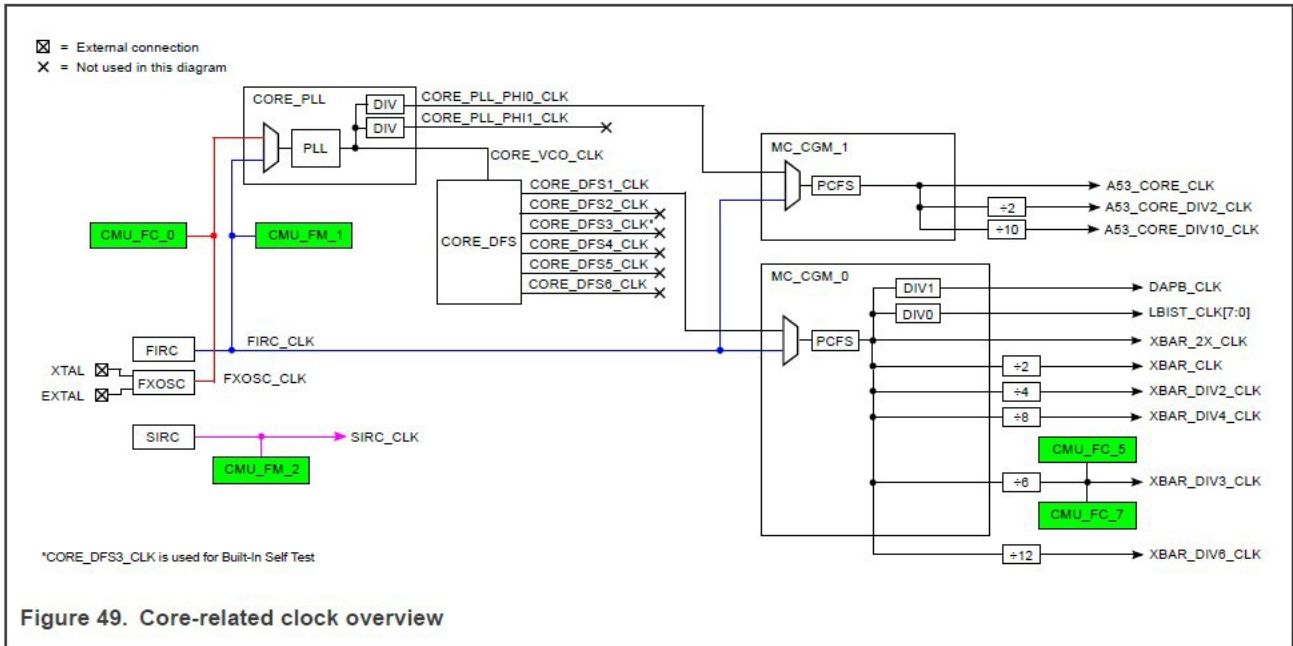 ☒ = External connection
✕ = Not used in this diagram
CORE_PLL
DIV
CORE_PLL_PHI0_CLK
DIV
CORE_PLL_PHI1_CLK
PLL
CORE_VCO_CLK
MC_CGM_1
PCFS
A53_CORE_CLK
÷2
A53_CORE_DIV2_CLK
÷10
A53_CORE_DIV10_CLK
CORE_DFS
CORE_DFS1_CLK
CORE_DFS2_CLK
CORE_DFS3_CLK*
CORE_DFS4_CLK
CORE_DFS5_CLK
CORE_DFS6_CLK
CMU_FC_0
CMU_FM_1
MC_CGM_0
DIV1
DAPB_CLK
DIV0
LBIST_CLK[7:0]
PCFS
XBAR_2X_CLK
FIRC
FIRC_CLK
÷2
XBAR_CLK
XTAL
EXTAL
FXOSC
FXOSC_CLK
÷4
XBAR_DIV2_CLK
÷8
XBAR_DIV4_CLK
SIRC
SIRC_CLK
CMU_FM_2
CMU_FC_5
÷6
XBAR_DIV3_CLK
CMU_FC_7
÷12
XBAR_DIV6_CLK
*CORE_DFS3_CLK is used for Built-In Self Test
Figure 49. Core-related clock overview